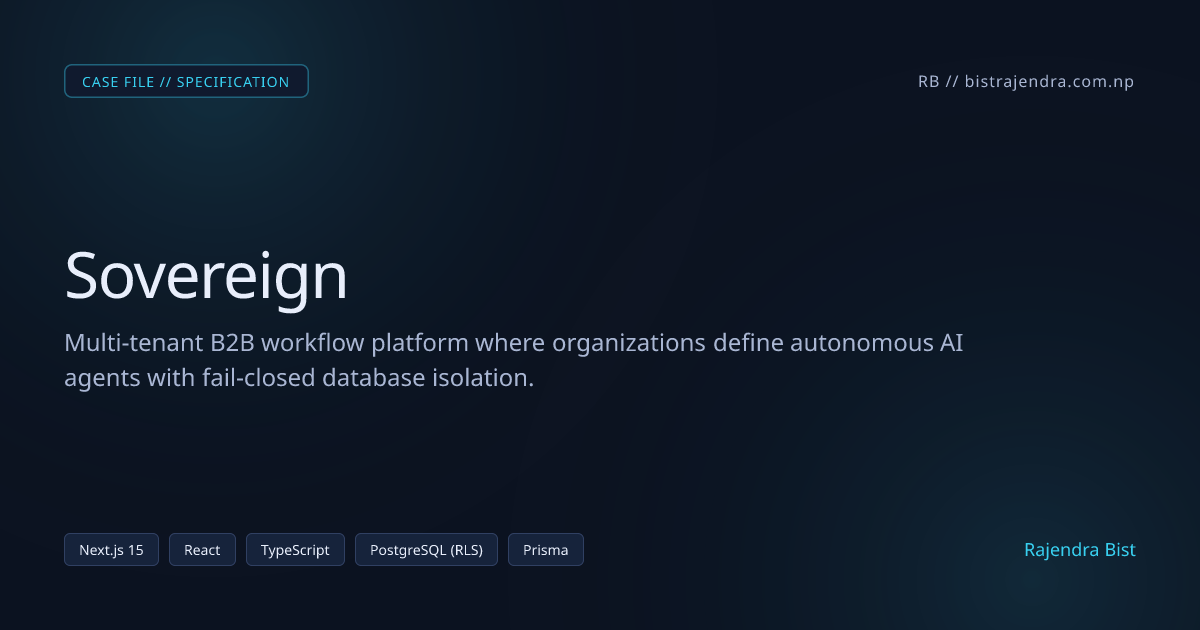 CASE FILE // SPECIFICATION
RB // bistrajendra.com.np
Sovereign
Multi-tenant B2B workflow platform where organizations define autonomous AI
agents with fail-closed database isolation.
Next.js 15
React
TypeScript
PostgreSQL (RLS)
Prisma
Rajendra Bist